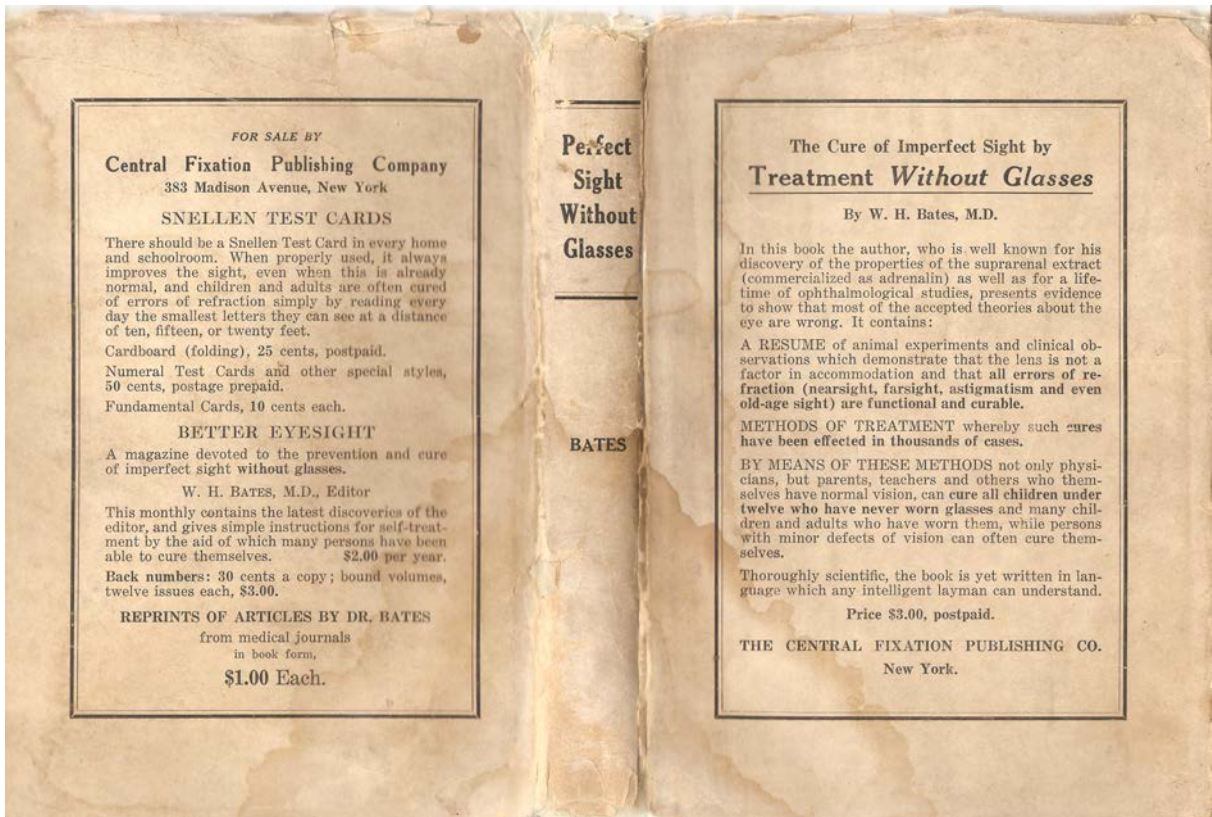 FOR SALE BY
Central Fixation Publishing Company
383 Madison Avenue, New York
SNELLEN TEST CARDS
There should be a Snellen Test Card in every home
and schoolroom. When properly used, it always
improves the sight, even when this is already
normal, and children and adults are often cured
of errors of refraction simply by reading every
day the smallest letters they can see at a distance
of ten, fifteen, or twenty feet.
Cardboard (folding), 25 cents, postpaid.
Numeral Test Cards and other special styles,
50 cents, postage prepaid.
Fundamental Cards, 10 cents each.
BETTER EYESIGHT
A magazine devoted to the prevention and cure
of imperfect sight without glasses.
W. H. BATES, M.D., Editor
This monthly contains the latest discoveries of the
editor, and gives simple instructions for self-treat-
ment by the aid of which many persons have been
able to cure themselves. $2.00 per year.
Back numbers: 30 cents a copy; bound volumes,
twelve issues each, $3.00.
REPRINTS OF ARTICLES BY DR. BATES
from medical journals
in book form,
$1.00 Each.
Perfect
Sight
Without
Glasses
BATES
The Cure of Imperfect Sight by
Treatment Without Glasses
By W. H. Bates, M.D.
In this book the author, who is well known for his
discovery of the properties of the suprarenal extract
(commercialized as adrenalin) as well as for a life-
time of ophthalmological studies, presents evidence
to show that most of the accepted theories about the
eye are wrong. It contains:
A RESUME of animal experiments and clinical ob-
servations which demonstrate that the lens is not a
factor in accommodation and that all errors of re-
fraction (nearsight, farsight, astigmatism and even
old-age sight) are functional and curable.
METHODS OF TREATMENT whereby such cures
have been effected in thousands of cases.
BY MEANS OF THESE METHODS not only physi-
cians, but parents, teachers and others who them-
selves have normal vision, can cure all children under
twelve who have never worn glasses and many chil-
dren and adults who have worn them, while persons
with minor defects of vision can often cure them-
selves.
Thoroughly scientific, the book is yet written in lan-
guage which any intelligent layman can understand.
Price $3.00, postpaid.
THE CENTRAL FIXATION PUBLISHING CO.
New York.